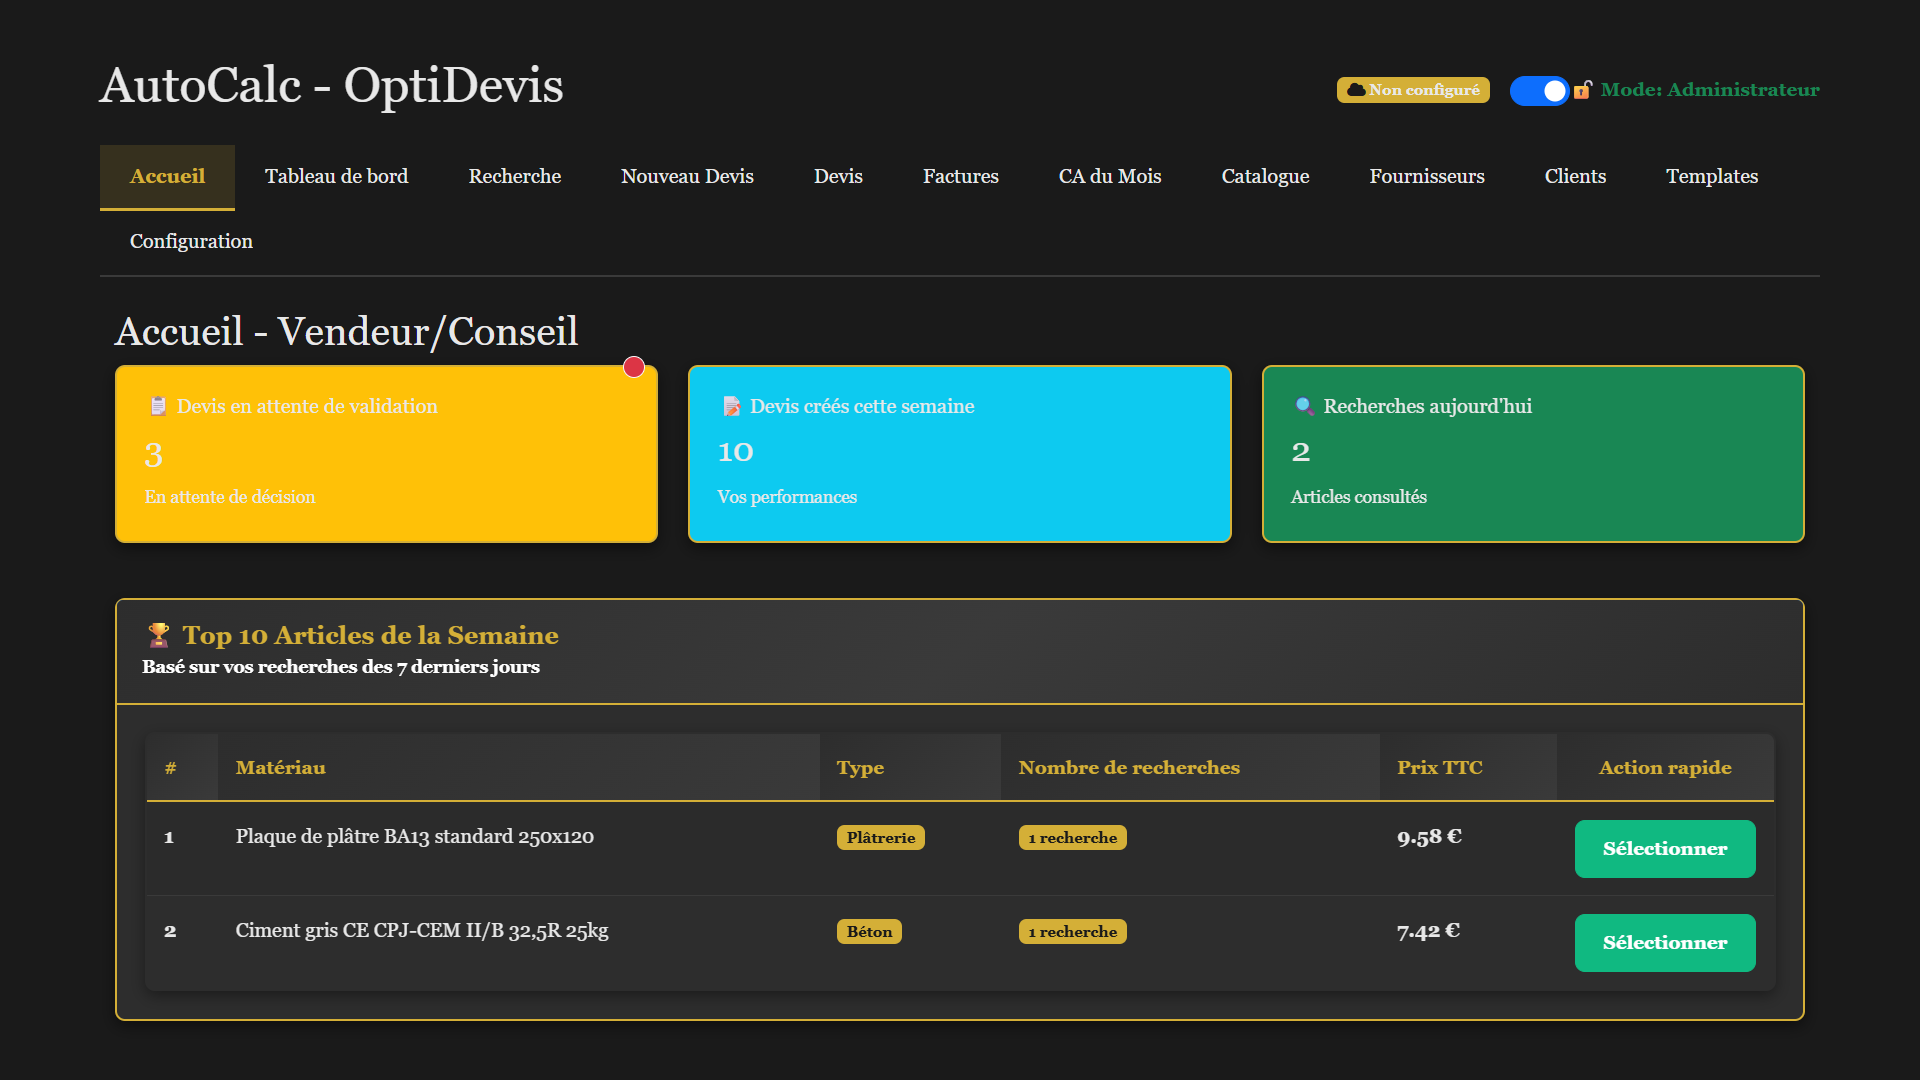 AutoCalc - OptiDevis
Non configuré
Mode: Administrateur
Accueil
Tableau de bord
Recherche
Nouveau Devis
Devis
Factures
CA du Mois
Catalogue
Fournisseurs
Clients
Templates
Configuration
Accueil - Vendeur/Conseil
Devis en attente de validation
3
En attente de décision
Devis créés cette semaine
10
Vos performances
Recherches aujourd'hui
2
Articles consultés
Top 10 Articles de la Semaine
Basé sur vos recherches des 7 derniers jours
# Matériau Type Nombre de recherches Prix TTC Action rapide
1 Plaque de plâtre BA13 standard 250x120 Plâtrerie 1 recherche 9.58 € Sélectionner
2 Ciment gris CE CPJ-CEM II/B 32,5R 25kg Béton 1 recherche 7.42 € Sélectionner